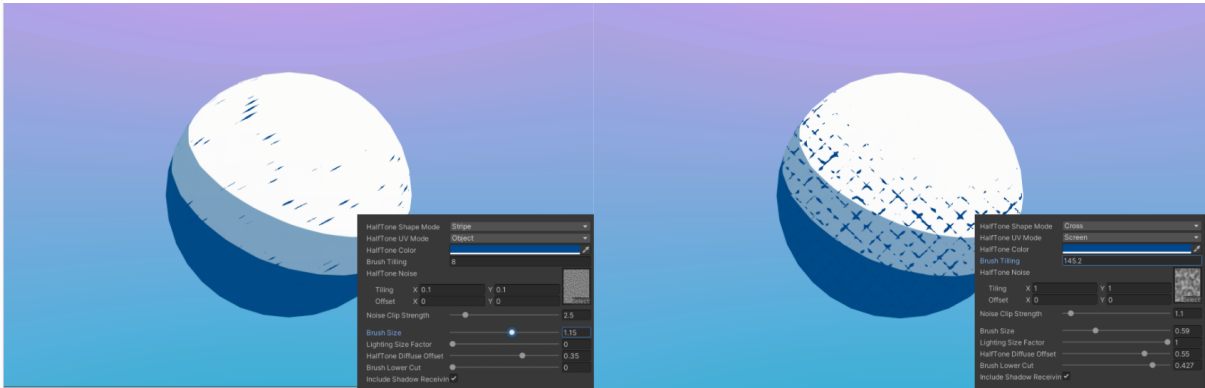 HalfTone Shape Mode Stripe
HalfTone UV Mode Object
HalfTone Color
Brush Tilting 8
HalfTone Noise
Tiling X 0.1 Y 0.1
Offset X 0 Y 0
Select
Noise Clip Strength 2.5
Brush Size 1.15
Lighting Size Factor 0
HalfTone Diffuse Offset 0.35
Brush Lower Cut 0
Include Shadow Receivin
HalfTone Shape Mode Cross
HalfTone UV Mode Screen
HalfTone Color
Brush Tilting 145.2
HalfTone Noise
Tiling X 1 Y 1
Offset X 0 Y 0
Select
Noise Clip Strength 1.1
Brush Size 0.59
Lighting Size Factor 1
HalfTone Diffuse Offset 0.55
Brush Lower Cut 0.427
Include Shadow Receivin